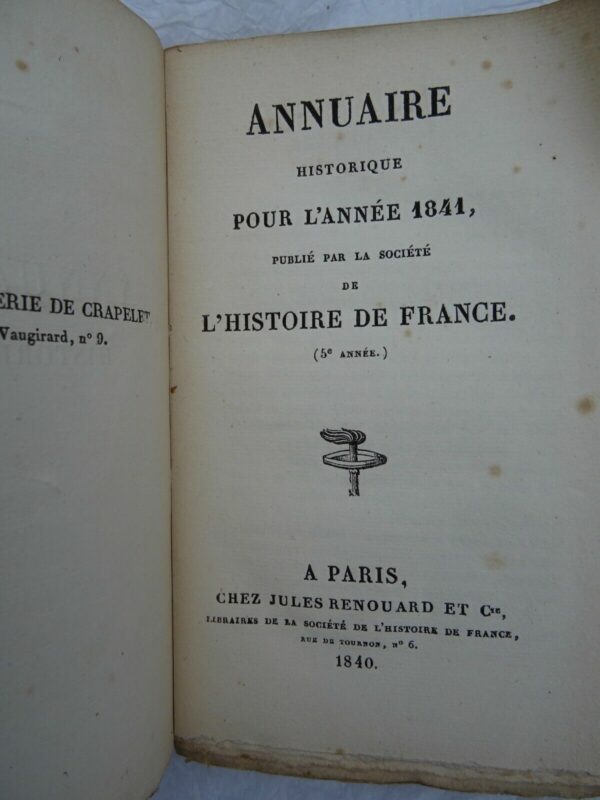 ERIE DE CRAPELET
Vaugirard, nº 9.
ANNUAIRE
HISTORIQUE
POUR L'ANNÉE 1841,
PUBLIÉ PAR LA SOCIÉTÉ
DE
L'HISTOIRE DE FRANCE.
(5e ANNÉE.)
A PARIS,
CHEZ JULES RENOUARD ET Cie,
LIBRAIRES DE LA SOCIÉTÉ DE L'HISTOIRE DE FRANCE,
RUE DE TOURNON, Nº 6.
1840.